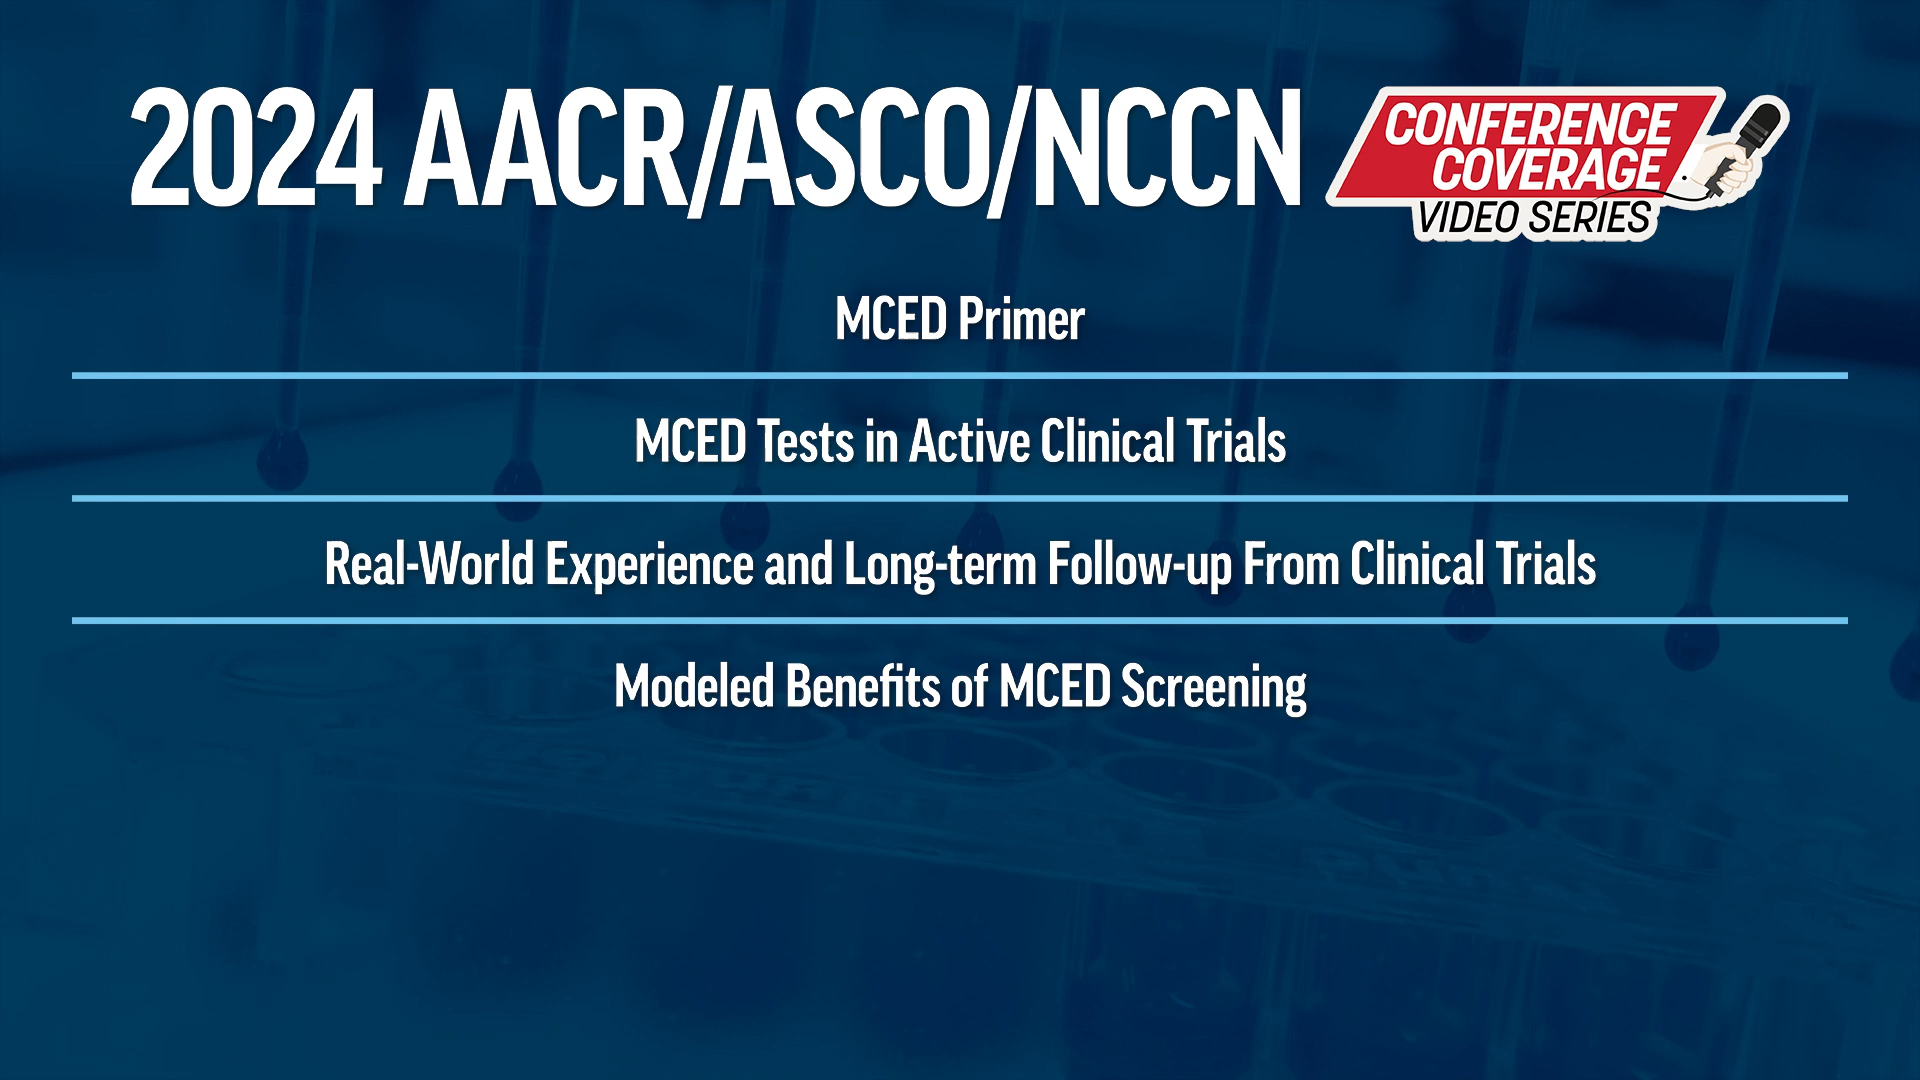 2024 AACR/ASCO/NCCN
CONFERENCE
COVERAGE
VIDEO SERIES
MCED Primer
MCED Tests in Active Clinical Trials
Real-World Experience and Long-term Follow-up From Clinical Trials
Modeled Benefits of MCED Screening